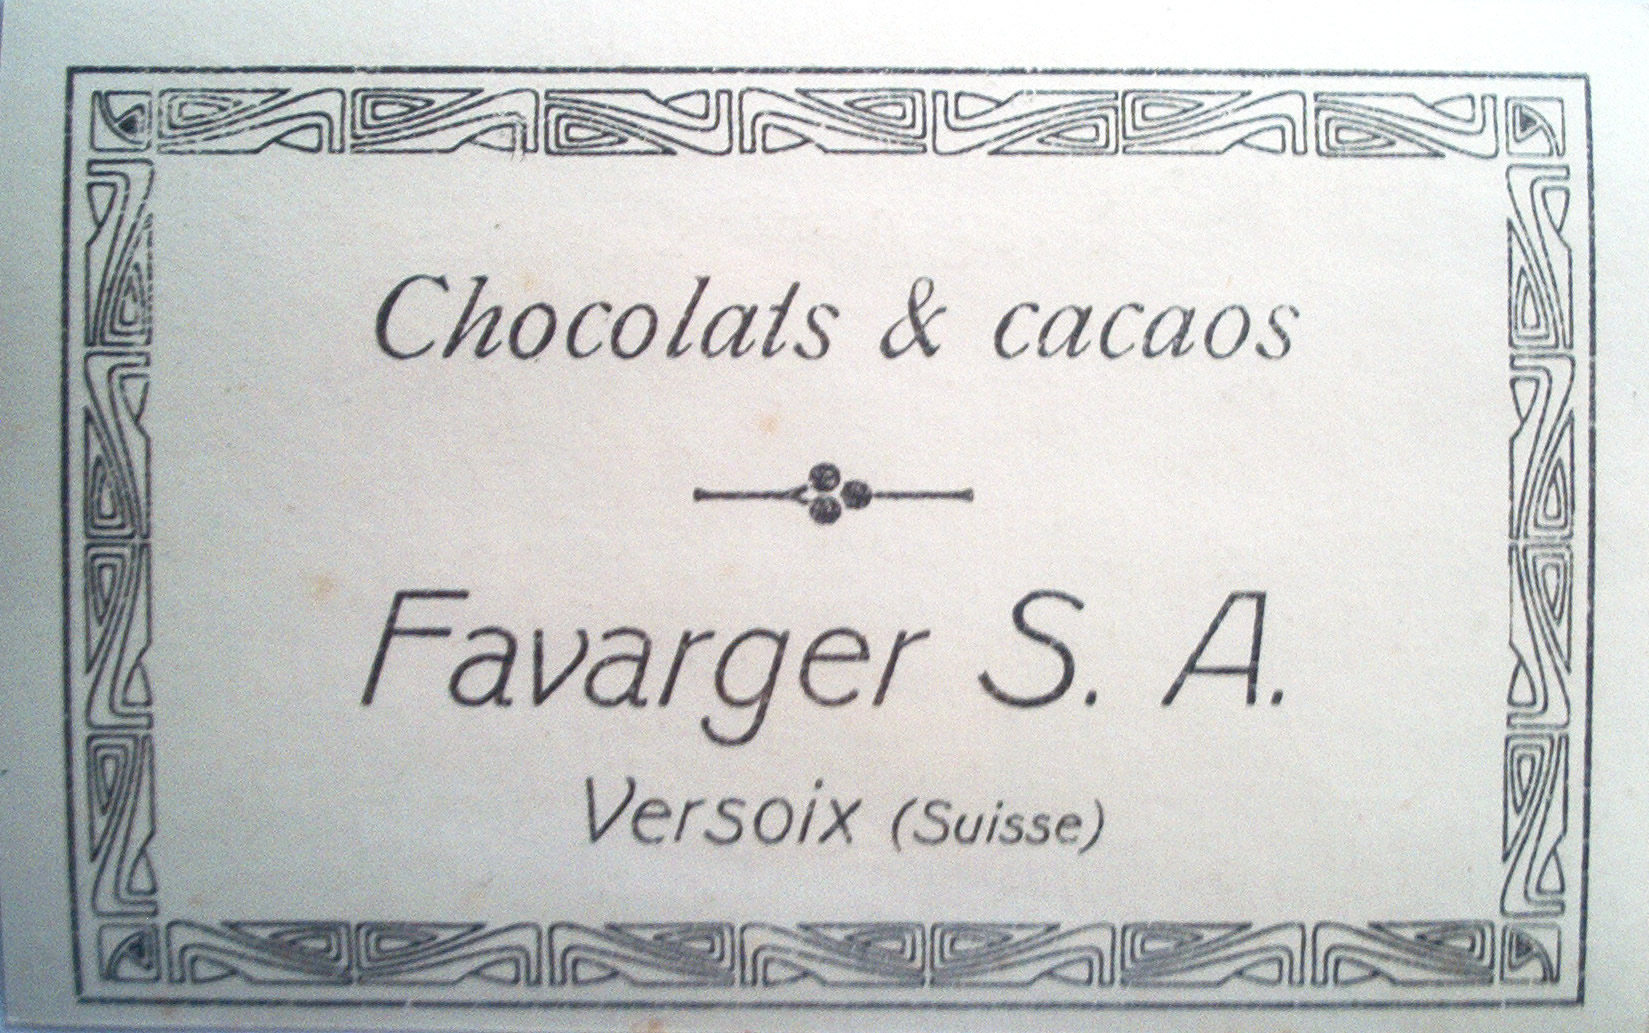 Chocolats & cacaos
Favarger S. A.
Versoix (Suisse)